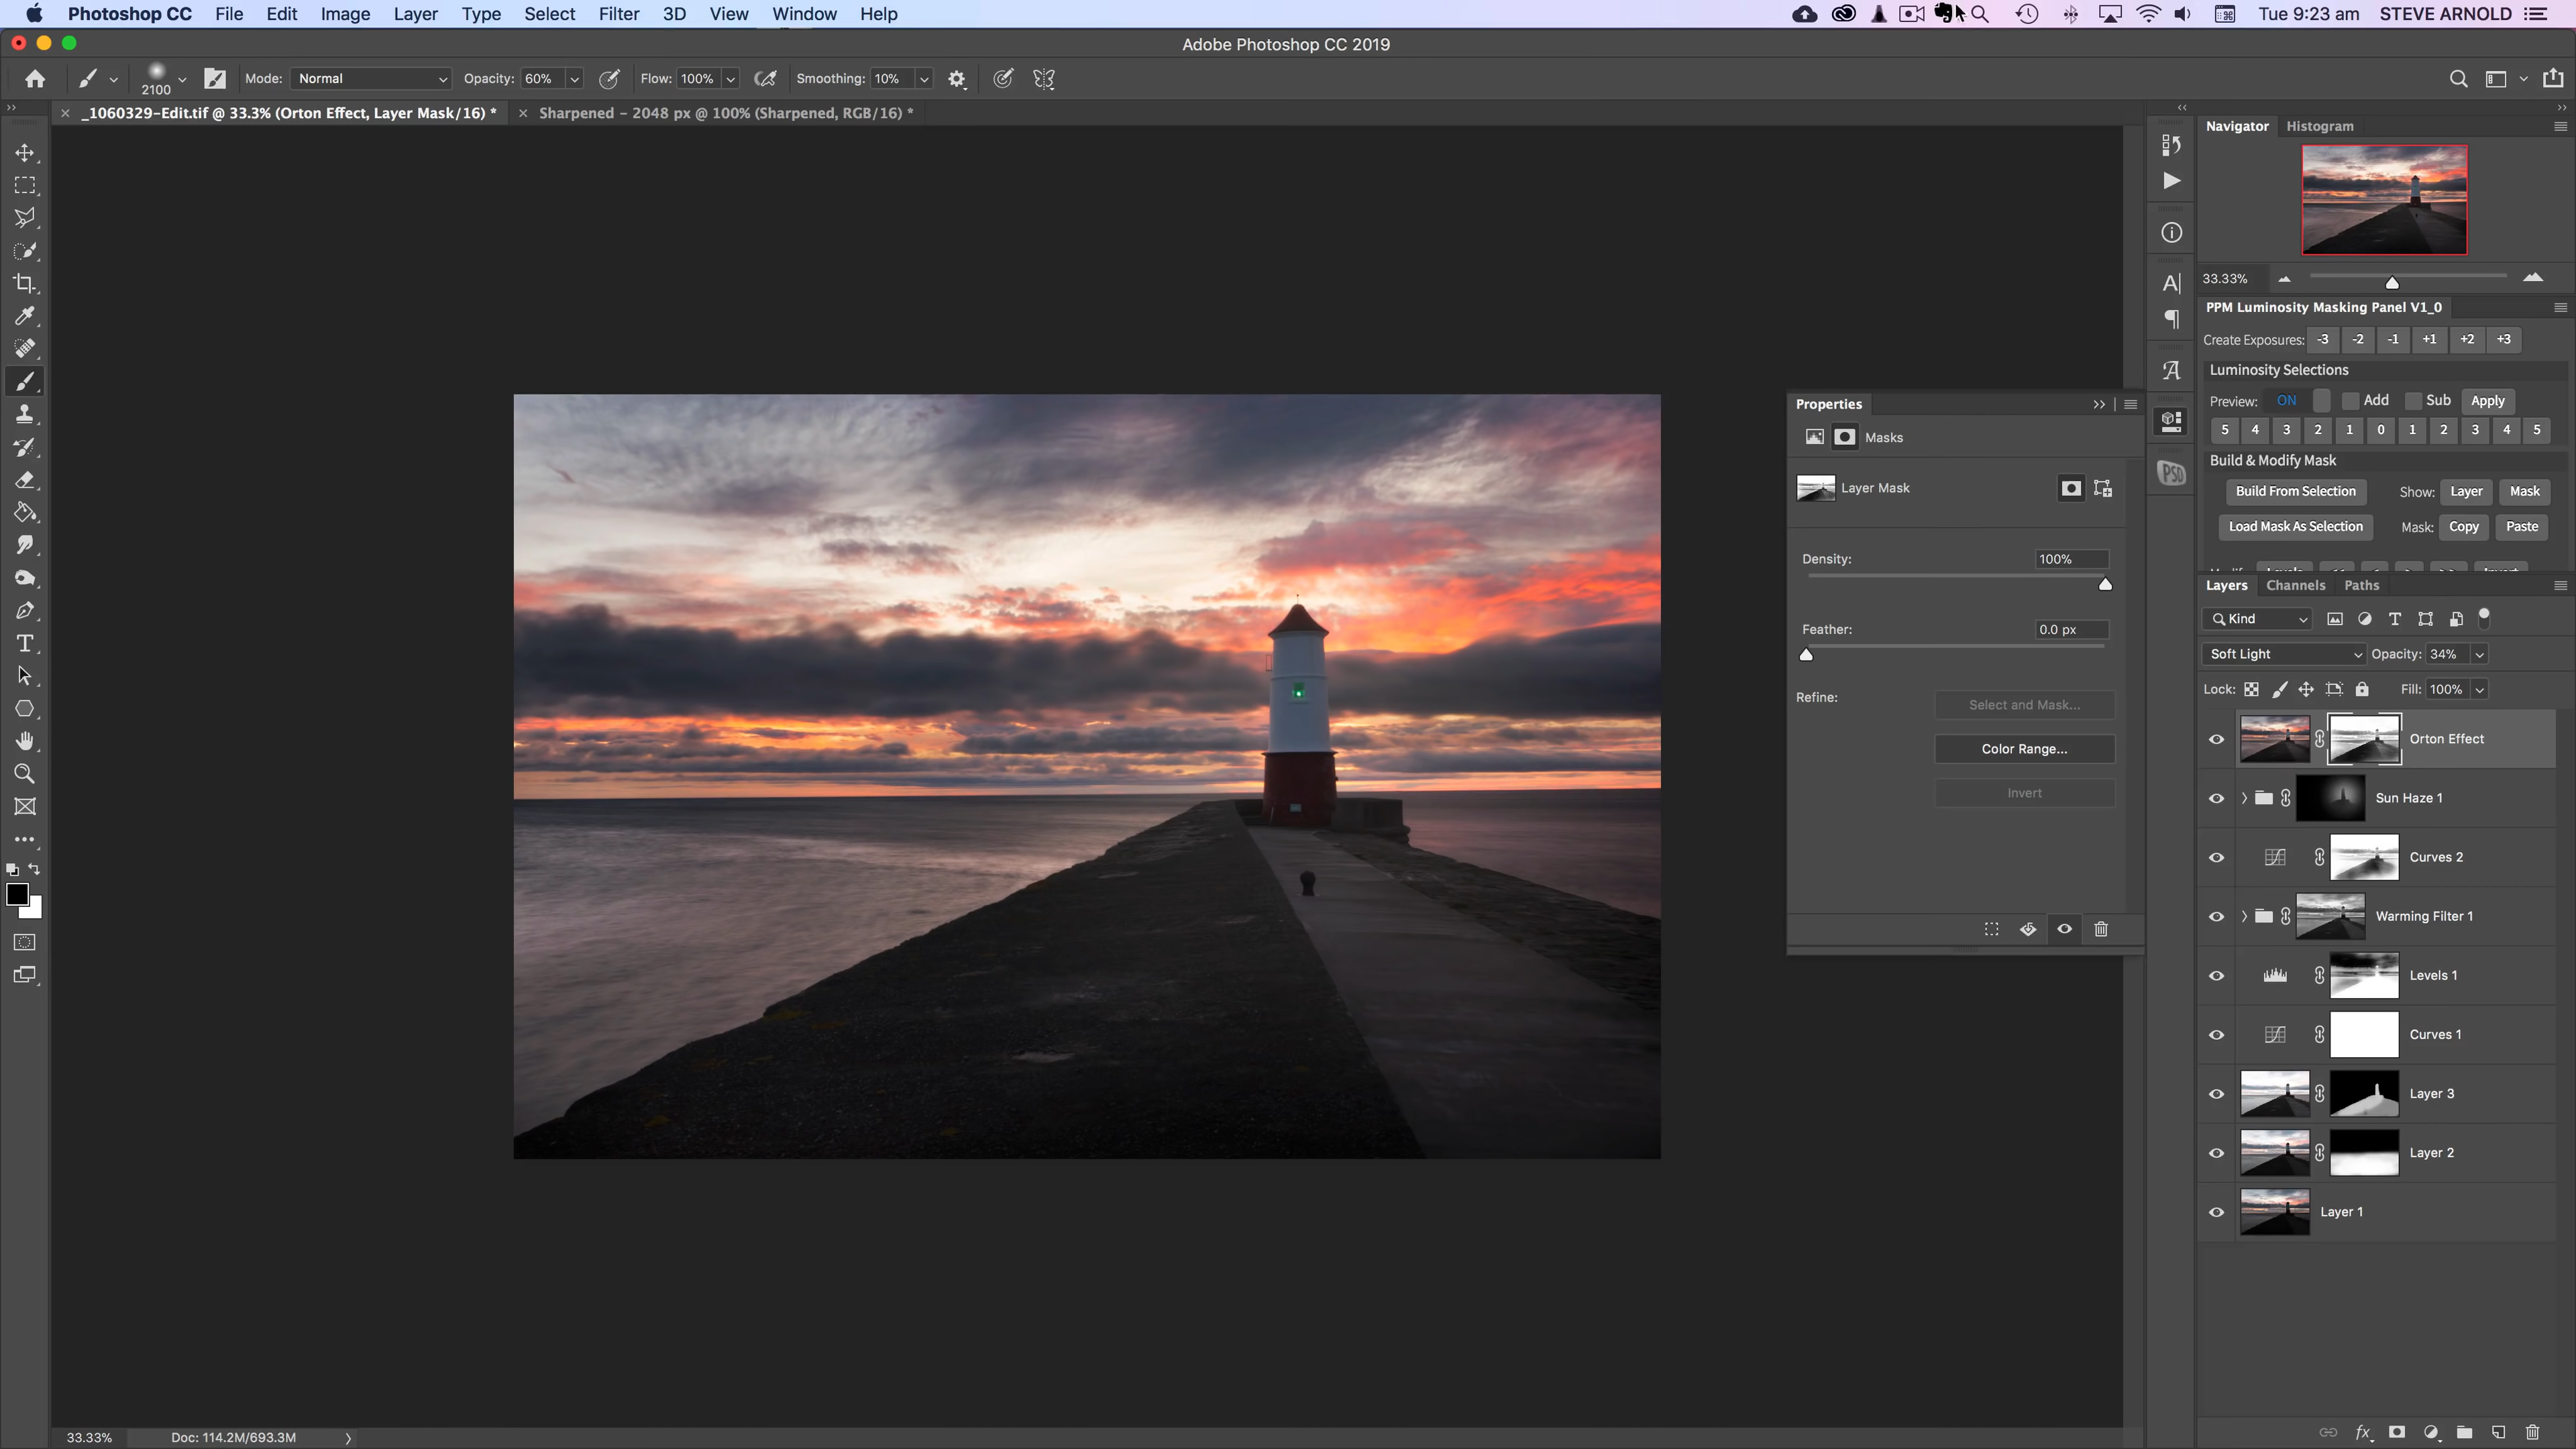 Photoshop CC File Edit Image Layer Type Select Filter 3D View Window Help Tue 9:23 am STEVE ARNOLD
Adobe Photoshop CC 2019
2100 Mode: Normal Opacity: 60% Flow: 100% Smoothing: 10%
_1060329-Edit.tif @ 33.3% (Orton Effect, Layer Mask/16) * Sharpened - 2048 px @ 100% (Sharpened, RGB/16) *
Navigator Histogram
33.33%
PPM Luminosity Masking Panel V1_0
Create Exposures: -3 -2 -1 +1 +2 +3
Luminosity Selections
Preview: ON Add Sub Apply
5 4 3 2 1 0 1 2 3 4 5
Build & Modify Mask
Build From Selection Show: Layer Mask
Load Mask As Selection Mask: Copy Paste
Properties
Masks
Layer Mask
Density: 100%
Feather: 0.0 px
Refine: Select and Mask...
Color Range...
Invert
PSD
Layers Channels Paths
Kind
Soft Light Opacity: 34%
Lock: Fill: 100%
Orton Effect
Sun Haze 1
Curves 2
Warming Filter 1
Levels 1
Curves 1
Layer 3
Layer 2
Layer 1
33.33% Doc: 114.2M/693.3M
fx